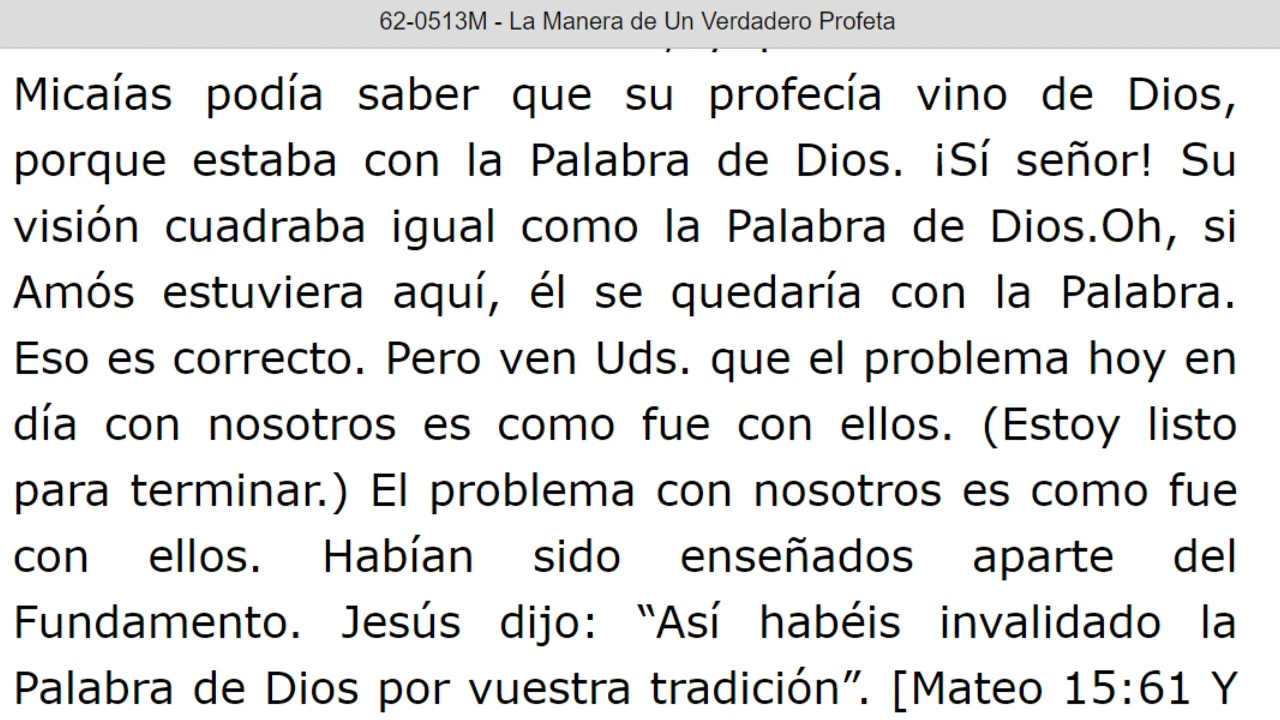 62-0513M - La Manera de Un Verdadero Profeta
Micaías podía saber que su profecía vino de Dios,
porque estaba con la Palabra de Dios. ¡Sí señor! Su
visión cuadraba igual como la Palabra de Dios.Oh, si
Amós estuviera aquí, él se quedaría con la Palabra.
Eso es correcto. Pero ven Uds. que el problema hoy en
día con nosotros es como fue con ellos. (Estoy listo
para terminar.) El problema con nosotros es como fue
con ellos. Habían sido enseñados aparte del
Fundamento. Jesús dijo: “Así habéis invalidado la
Palabra de Dios por vuestra tradición”. [Mateo 15:61 Y